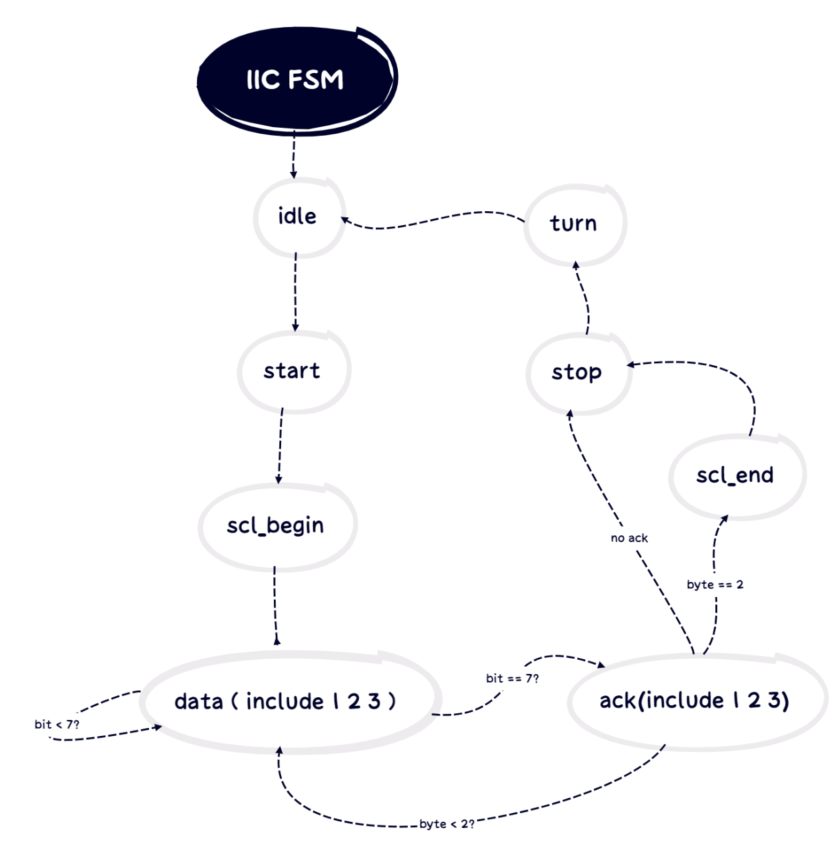 IIC FSM
idle
turn
start
stop
scl_end
scl_begin
no ack
byte == 2
bit == 7?
data ( include 1 2 3 )
ack(include 1 2 3)
bit < 7?
byte < 2?